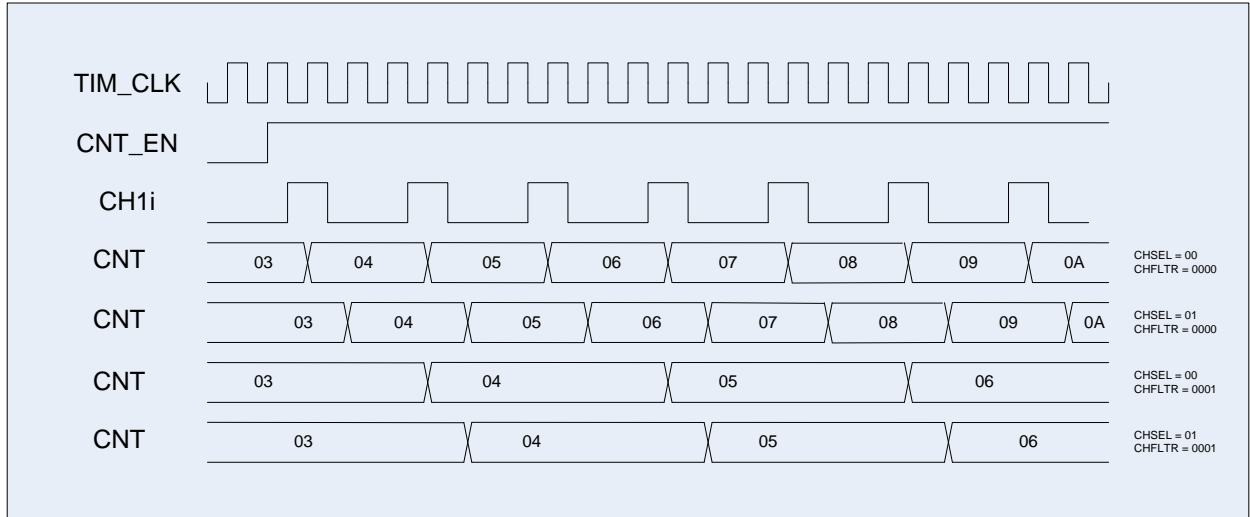 TIM_CLK
CNT_EN
CH1i
CNT 03 04 05 06 07 08 09 0A CHSEL = 00
CHFLTR = 0000
CNT 03 04 05 06 07 08 09 0A CHSEL = 01
CHFLTR = 0000
CNT 03 04 05 06 CHSEL = 00
CHFLTR = 0001
CNT 03 04 05 06 CHSEL = 01
CHFLTR = 0001